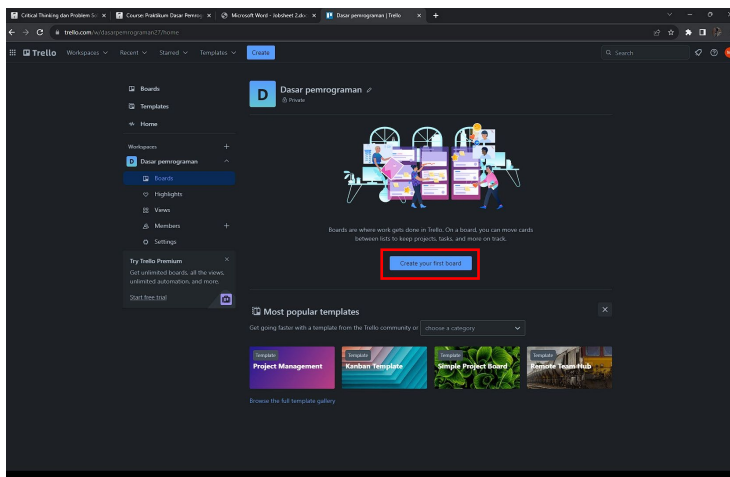 Critical Thinking dan Problem So
Course: Praktikum Dasar Pemrog
Microsoft Word - Jobsheet 2.doc
Dasar pemrograman | Trello
trello.com/w/dasarpemrograman27/home
Trello
Workspaces
Recent
Starred
Templates
Create
Search
Boards
Templates
Home
Workspaces
D Dasar pemrograman
Boards
Highlights
Views
Members
Settings
Try Trello Premium
Get unlimited boards, all the views,
unlimited automation, and more.
Start free trial
D
Dasar pemrograman
Private
Boards are where work gets done in Trello. On a board, you can move cards
between lists to keep projects, tasks, and more on track.
Create your first board
Most popular templates
Get going faster with a template from the Trello community or
choose a category
Template
Project Management
Template
Kanban Template
Template
Simple Project Board
Template
Remote Team Hub
Browse the full template gallery